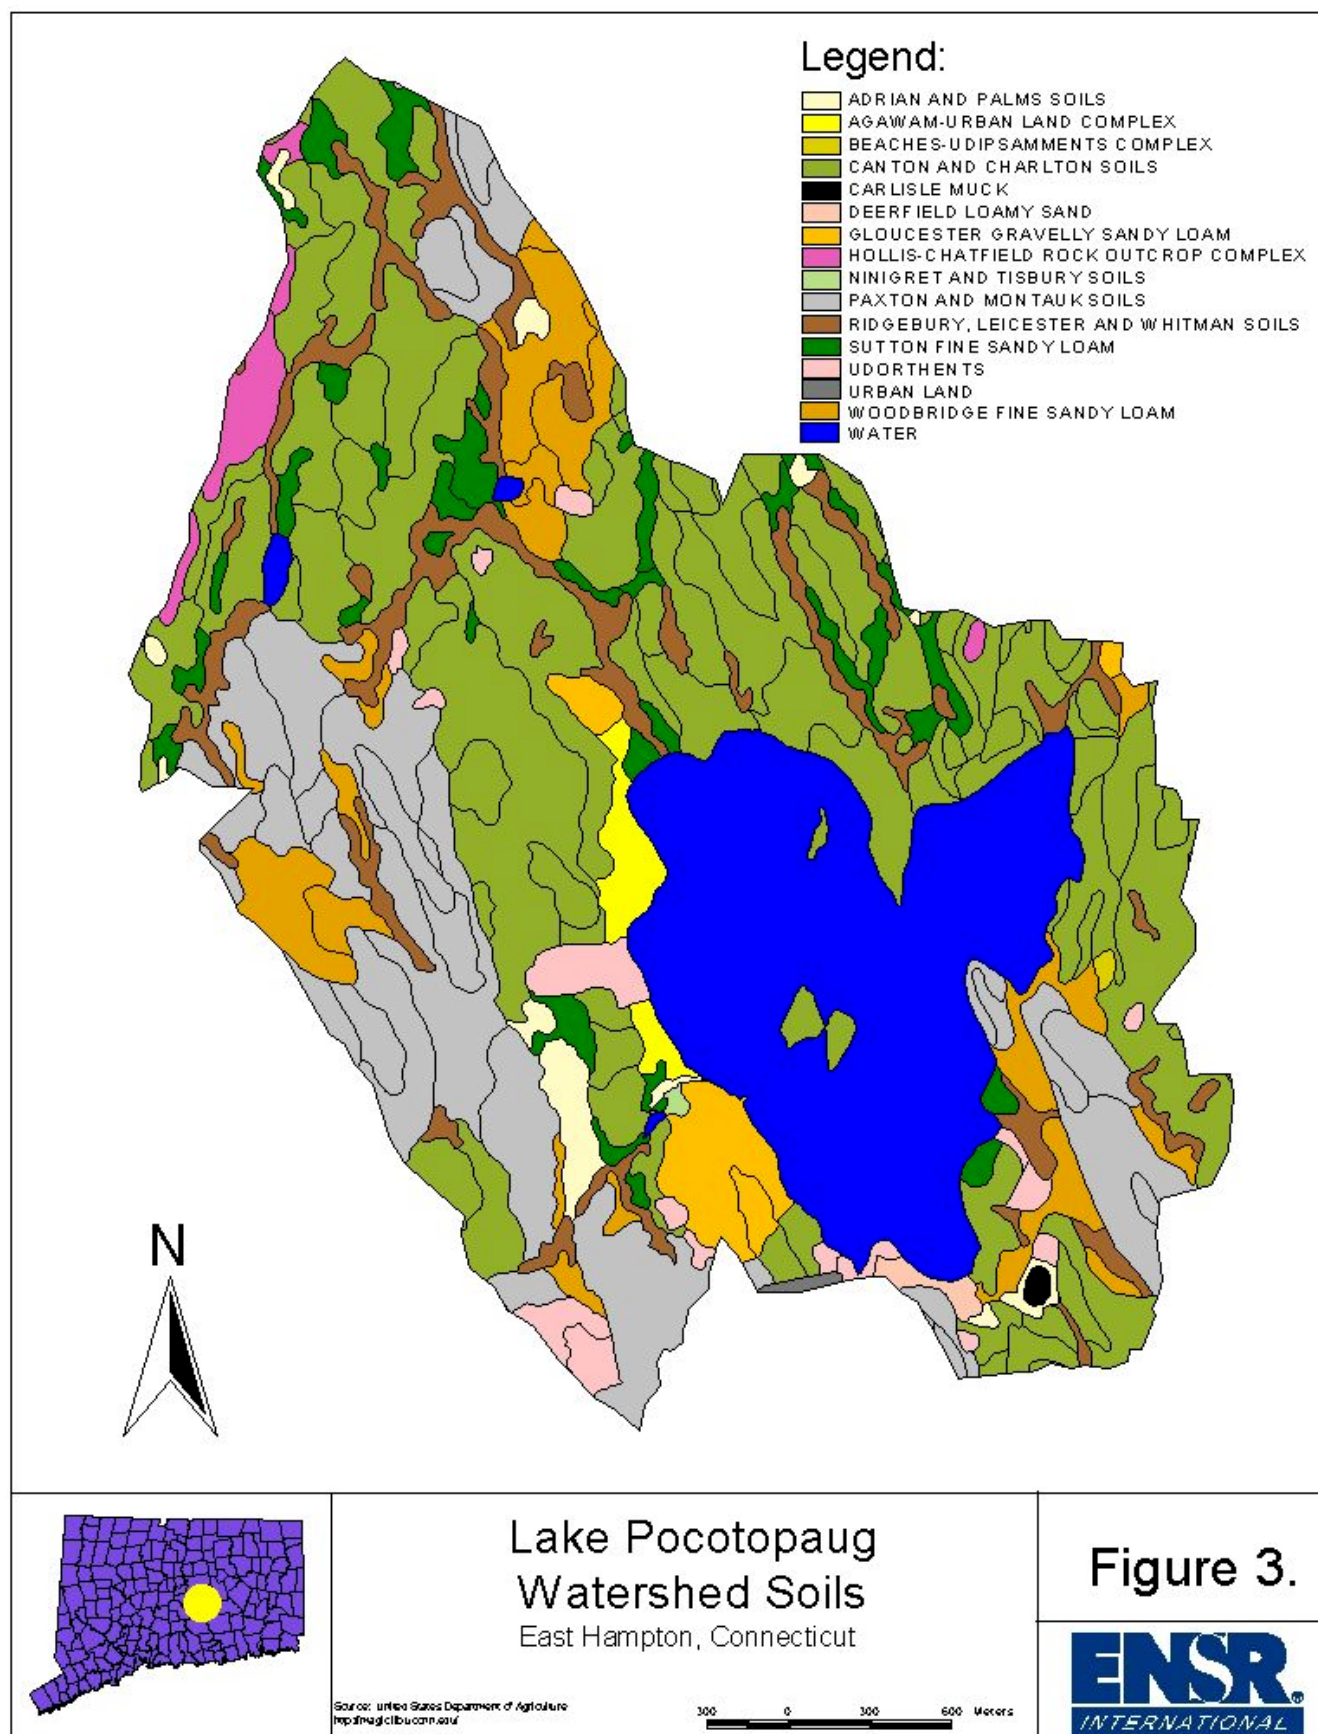 Legend:
ADRIAN AND PALMS SOILS
AGAWAM-URBAN LAND COMPLEX
BEACHES-UDIPSAMMENTS COMPLEX
CANTON AND CHARLTON SOILS
CARLISLE MUCK
DEERFIELD LOAMY SAND
GLOUCESTER GRAVELLY SANDY LOAM
HOLLIS-CHATFIELD ROCK OUTCROP COMPLEX
NINIGRET AND TISBURY SOILS
PAXTON AND MONTAUK SOILS
RIDGEBURY, LEICESTER AND WHITMAN SOILS
SUTTON FINE SANDY LOAM
UDORTHENTS
URBAN LAND
WOODBRIDGE FINE SANDY LOAM
WATER
N
Lake Pocotopaug
Watershed Soils
East Hampton, Connecticut
Source: United States Department of Agriculture
300 0 300 600 Meters
Figure 3.
ENSR
INTERNATIONAL